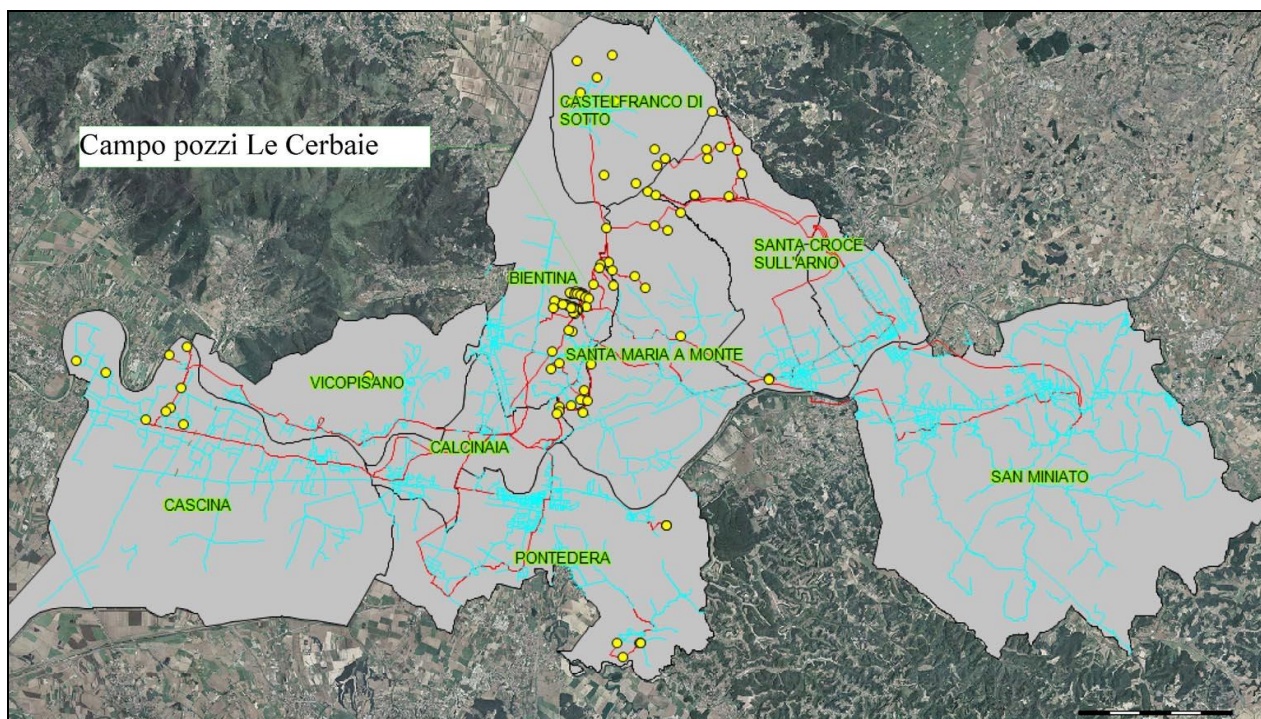 CASTELFRANCO DI
SOTTO
Campo pozzi Le Cerbaie
SANTA CROCE
SULL'ARNO
BIENTINA
SANTA MARIA A MONTE
VICOPISANO
CALCINAIA
SAN MINIATO
CASCINA
PONTEDERA